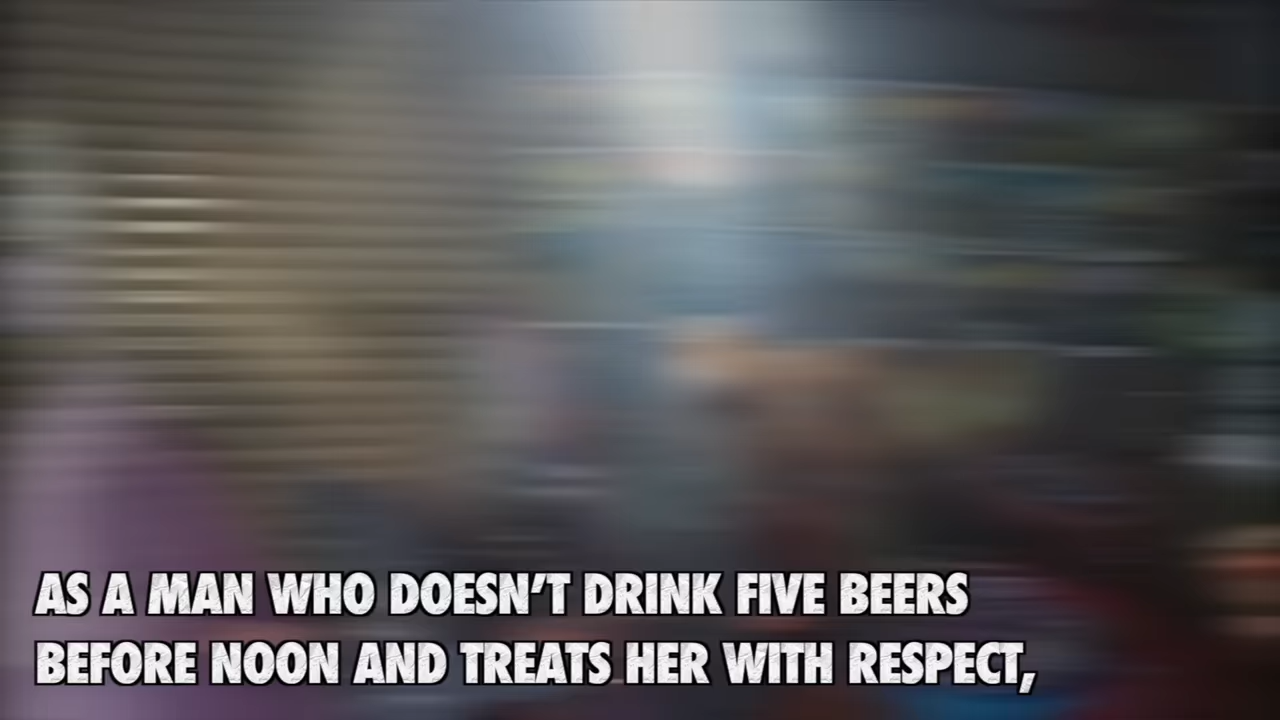 AS A MAN WHO DOESN'T DRINK FIVE BEERS
BEFORE NOON AND TREATS HER WITH RESPECT,